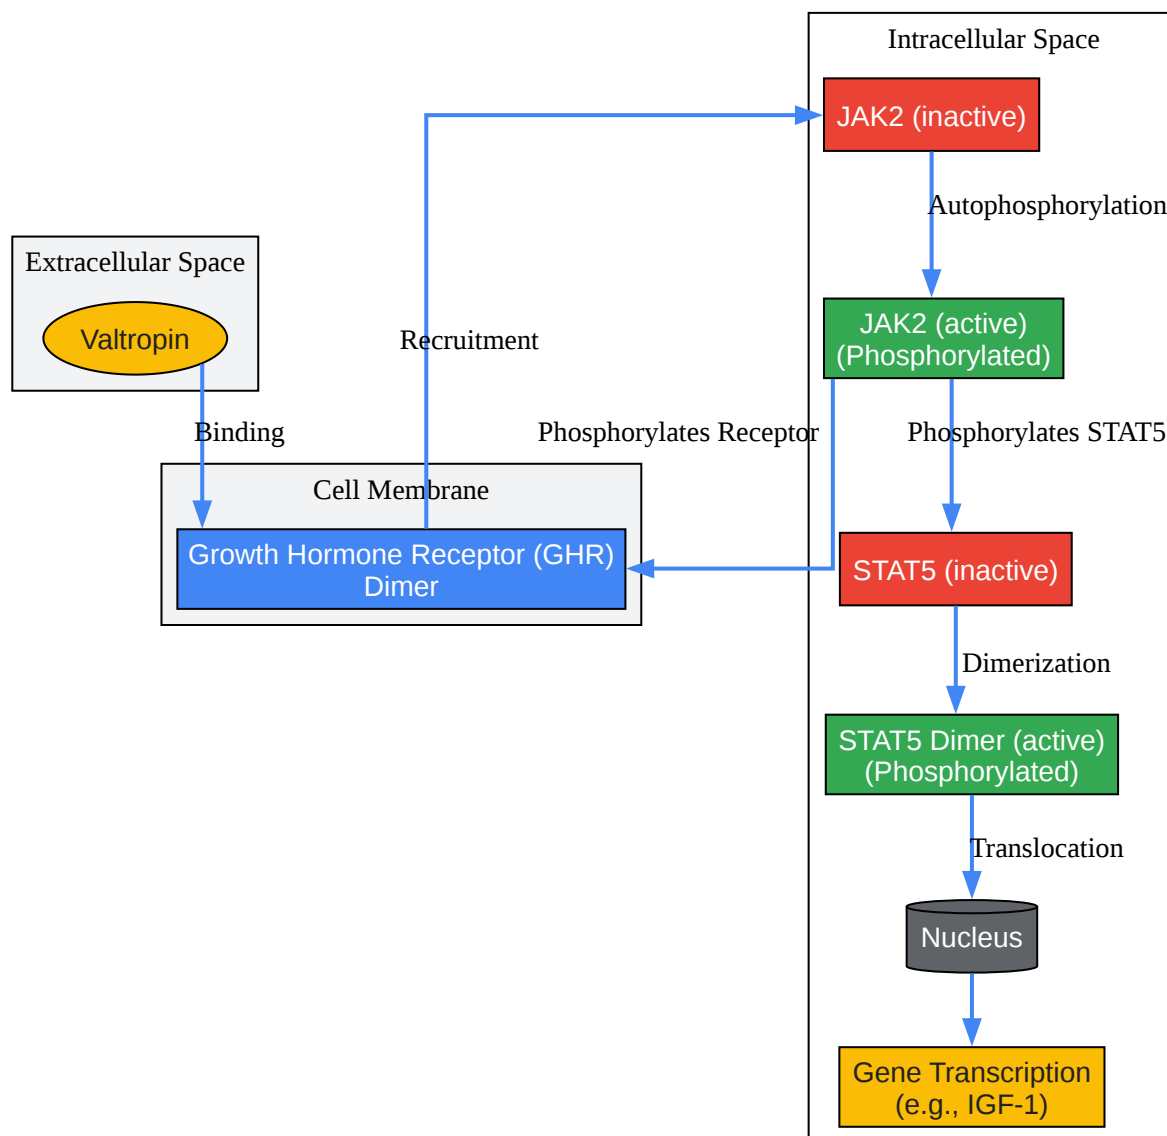 Intracellular Space
JAK2 (inactive)
Autophosphorylation
Extracellular Space
Valtropin
Recruitment
JAK2 (active)
(Phosphorylated)
Binding
Phosphorylates Receptor
Phosphorylates STAT5
Cell Membrane
Growth Hormone Receptor (GHR)
Dimer
STAT5 (inactive)
Dimerization
STAT5 Dimer (active)
(Phosphorylated)
Translocation
Nucleus
Gene Transcription
(e.g., IGF-1)